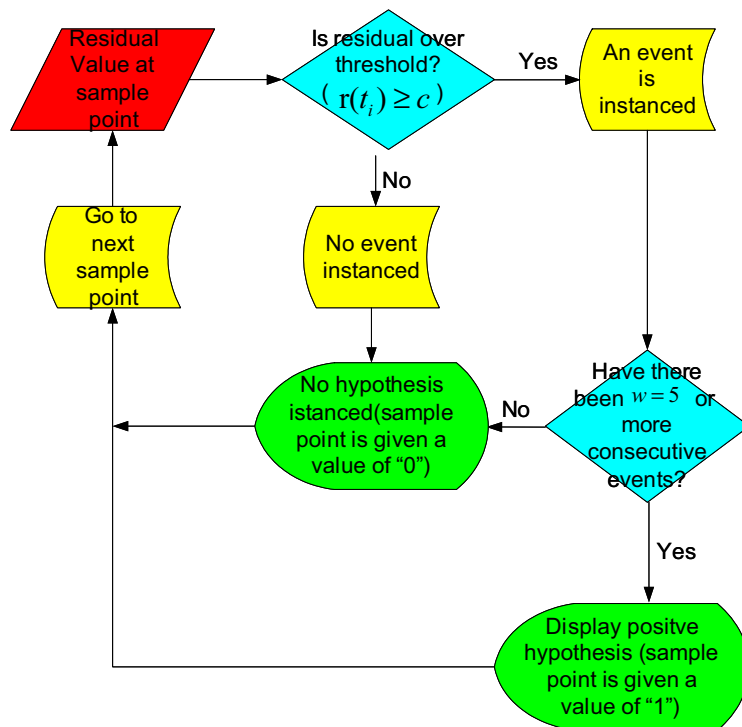 Residual
Value at
sample
point
Is residual over
threshold?
( r(t_i) ≥ c )
Yes
An event
is
instanced
No
Go to
next
sample
point
No event
instanced
No hypothesis
istanced(sample
point is given a
value of “0”)
No
Have there
been w = 5 or
more
consecutive
events?
Yes
Display positve
hypothesis (sample
point is given a
value of “1”)